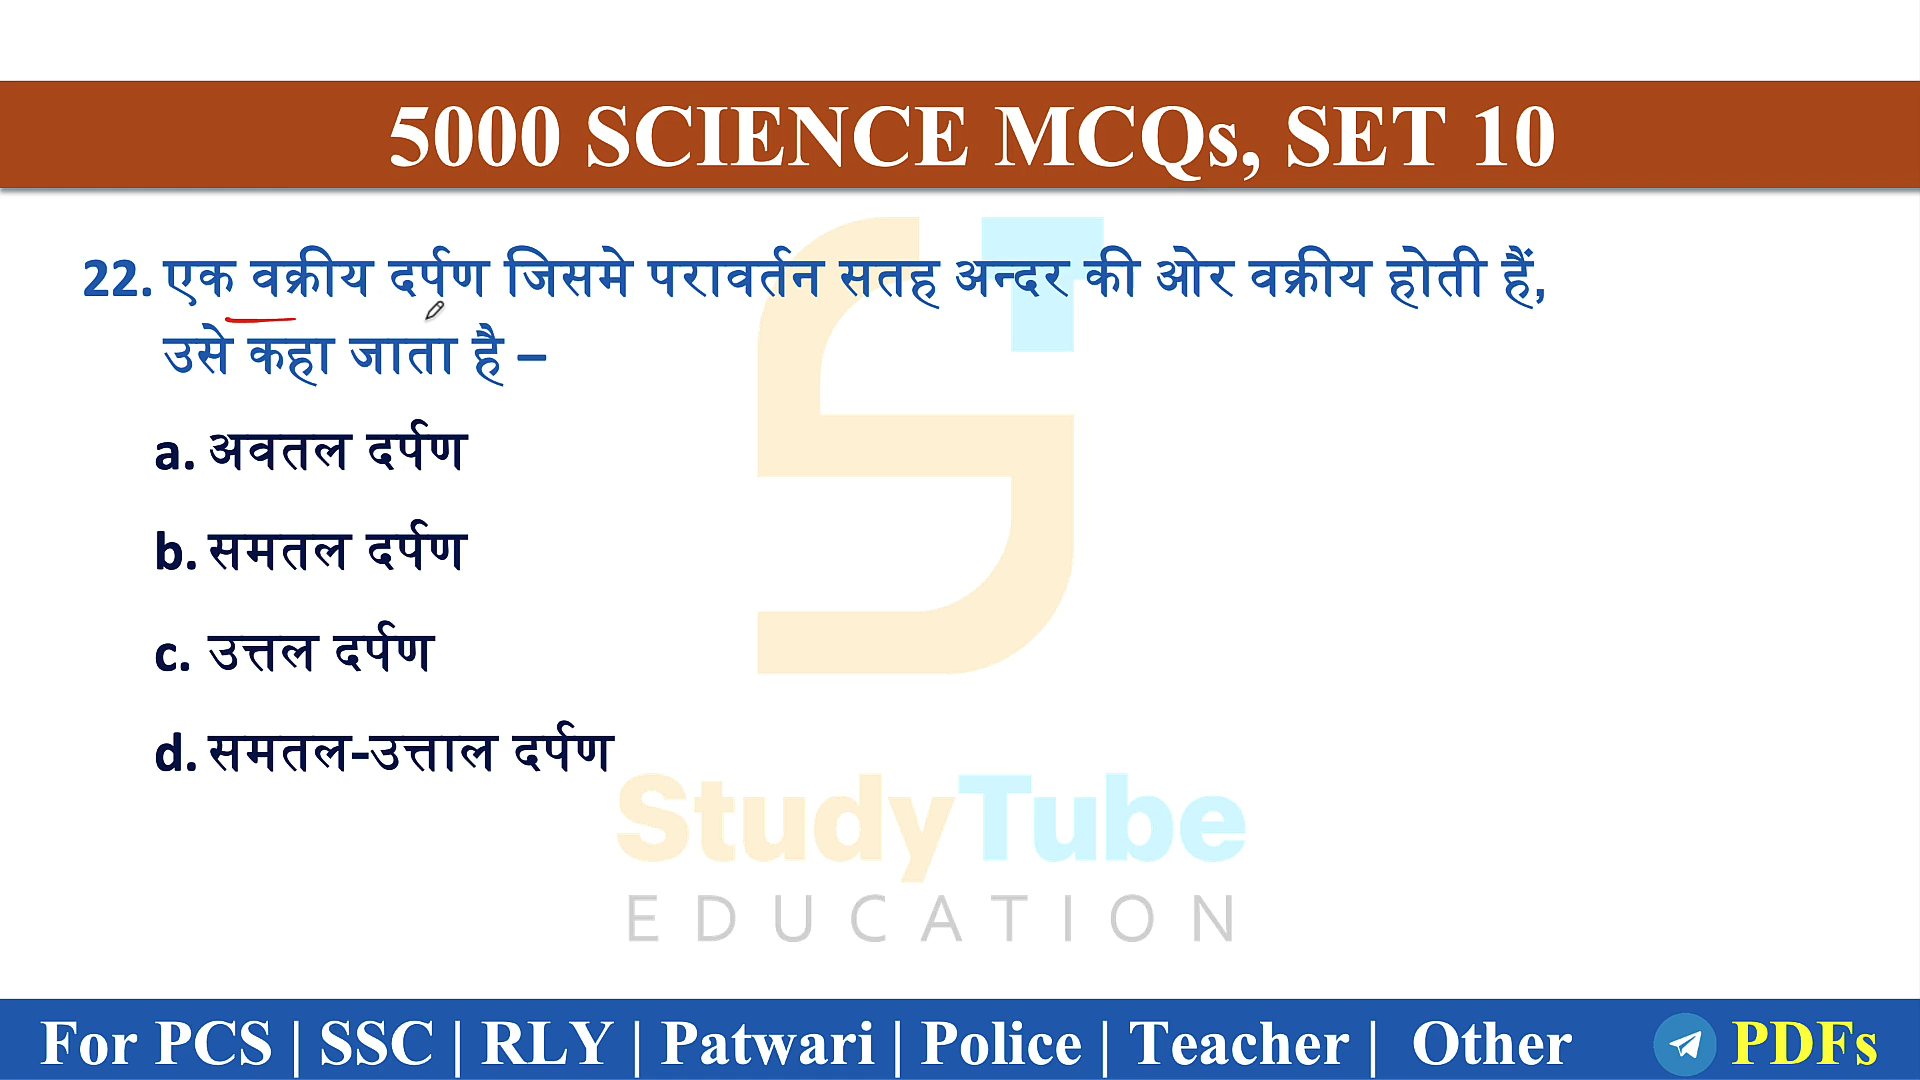 5000 SCIENCE MCQs, SET 10
22. एक वक्रीय दर्पण जिसमे परावर्तन सतह अन्दर की ओर वक्रीय होती हैं,
उसे कहा जाता है –
a. अवतल दर्पण
b. समतल दर्पण
c. उत्तल दर्पण
d. समतल-उत्ताल दर्पण
StudyTube
EDUCATION
For PCS | SSC | RLY | Patwari | Police | Teacher | Other PDFs